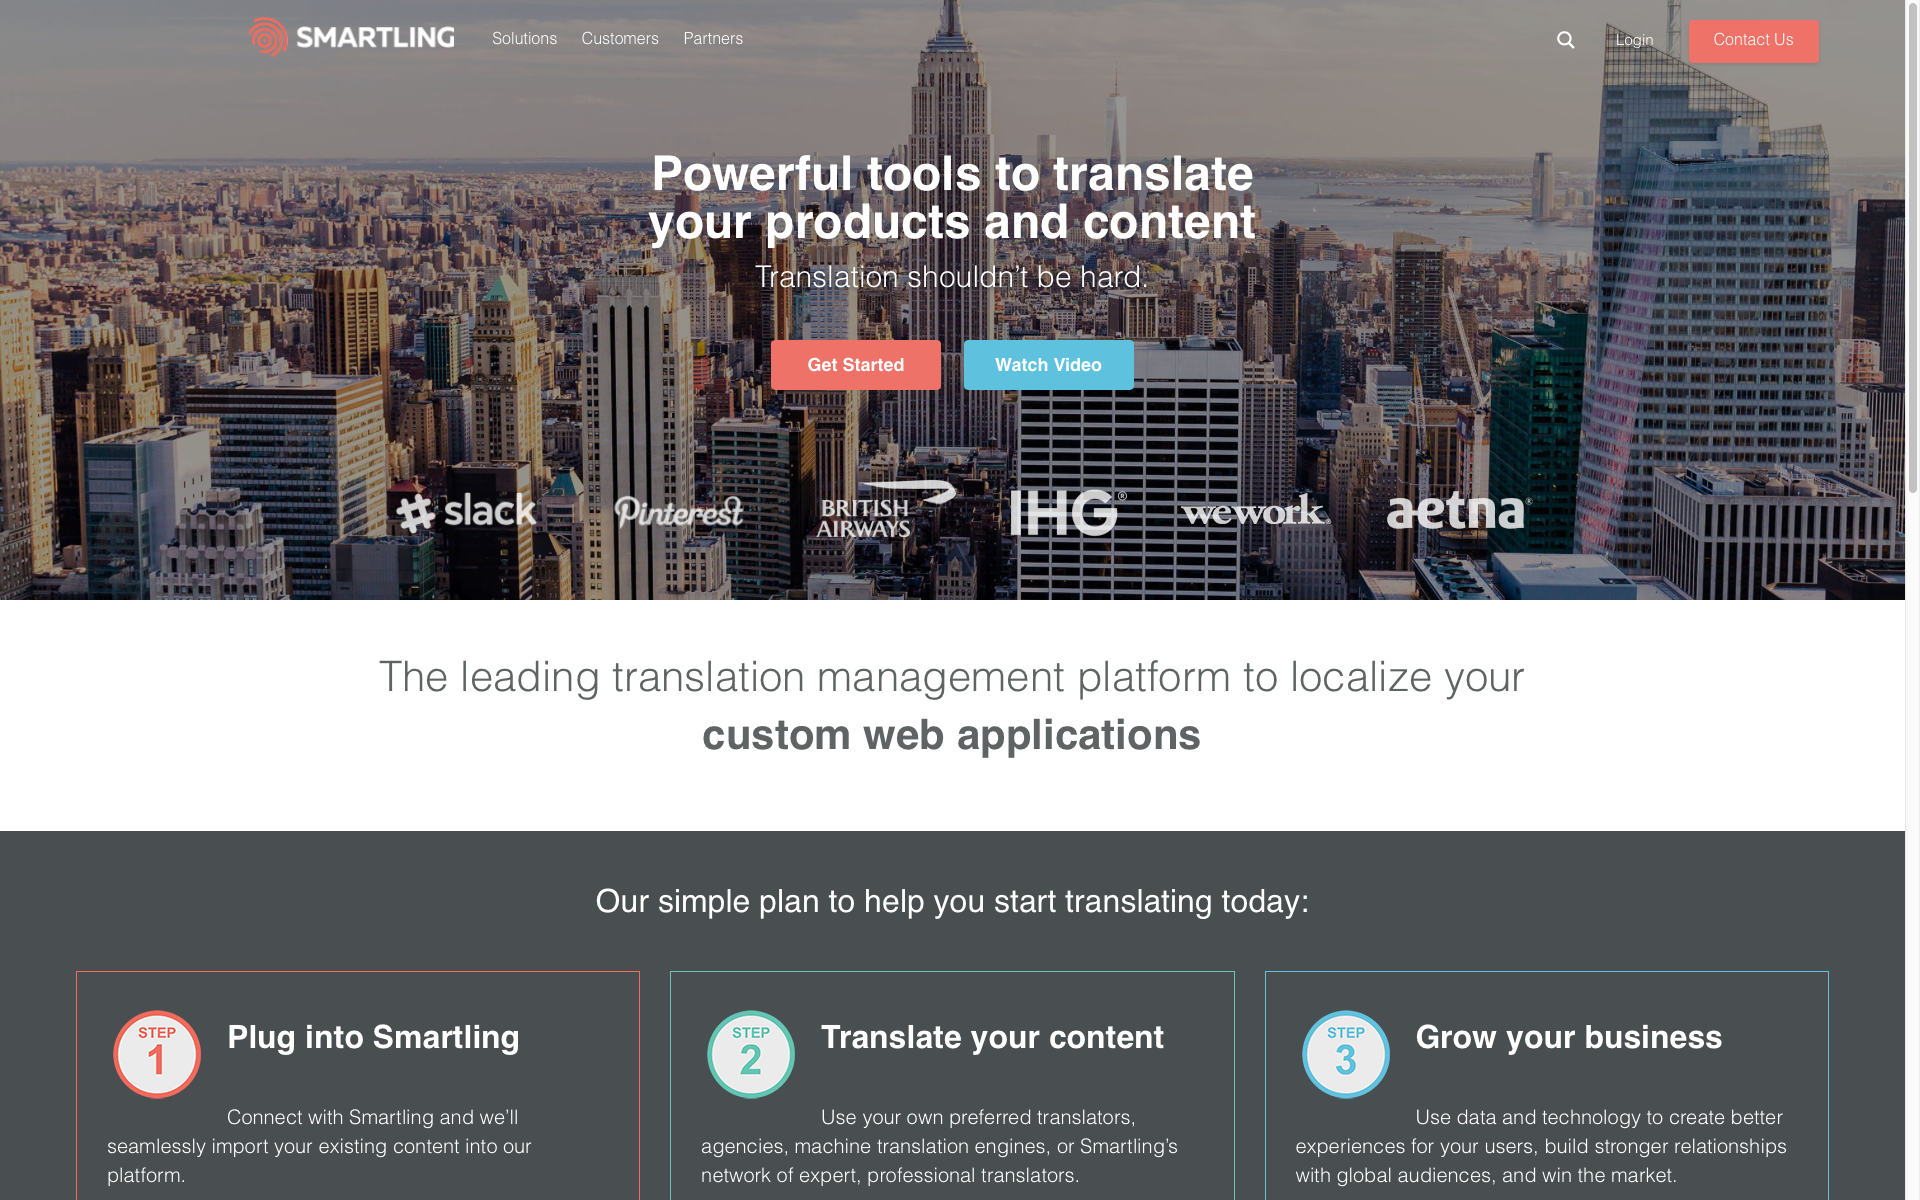 SMARTLING
Solutions
Customers
Partners
Login
Contact Us
Powerful tools to translate
your products and content
Translation shouldn't be hard.
Get Started
Watch Video
slack
Pinterest
BRITISH
AIRWAYS
IHG®
wework
aetna®
The leading translation management platform to localize your
custom web applications
Our simple plan to help you start translating today:
STEP
1
Plug into Smartling
Connect with Smartling and we'll
seamlessly import your existing content into our
platform.
STEP
2
Translate your content
Use your own preferred translators,
agencies, machine translation engines, or Smartling's
network of expert, professional translators.
STEP
3
Grow your business
Use data and technology to create better
experiences for your users, build stronger relationships
with global audiences, and win the market.